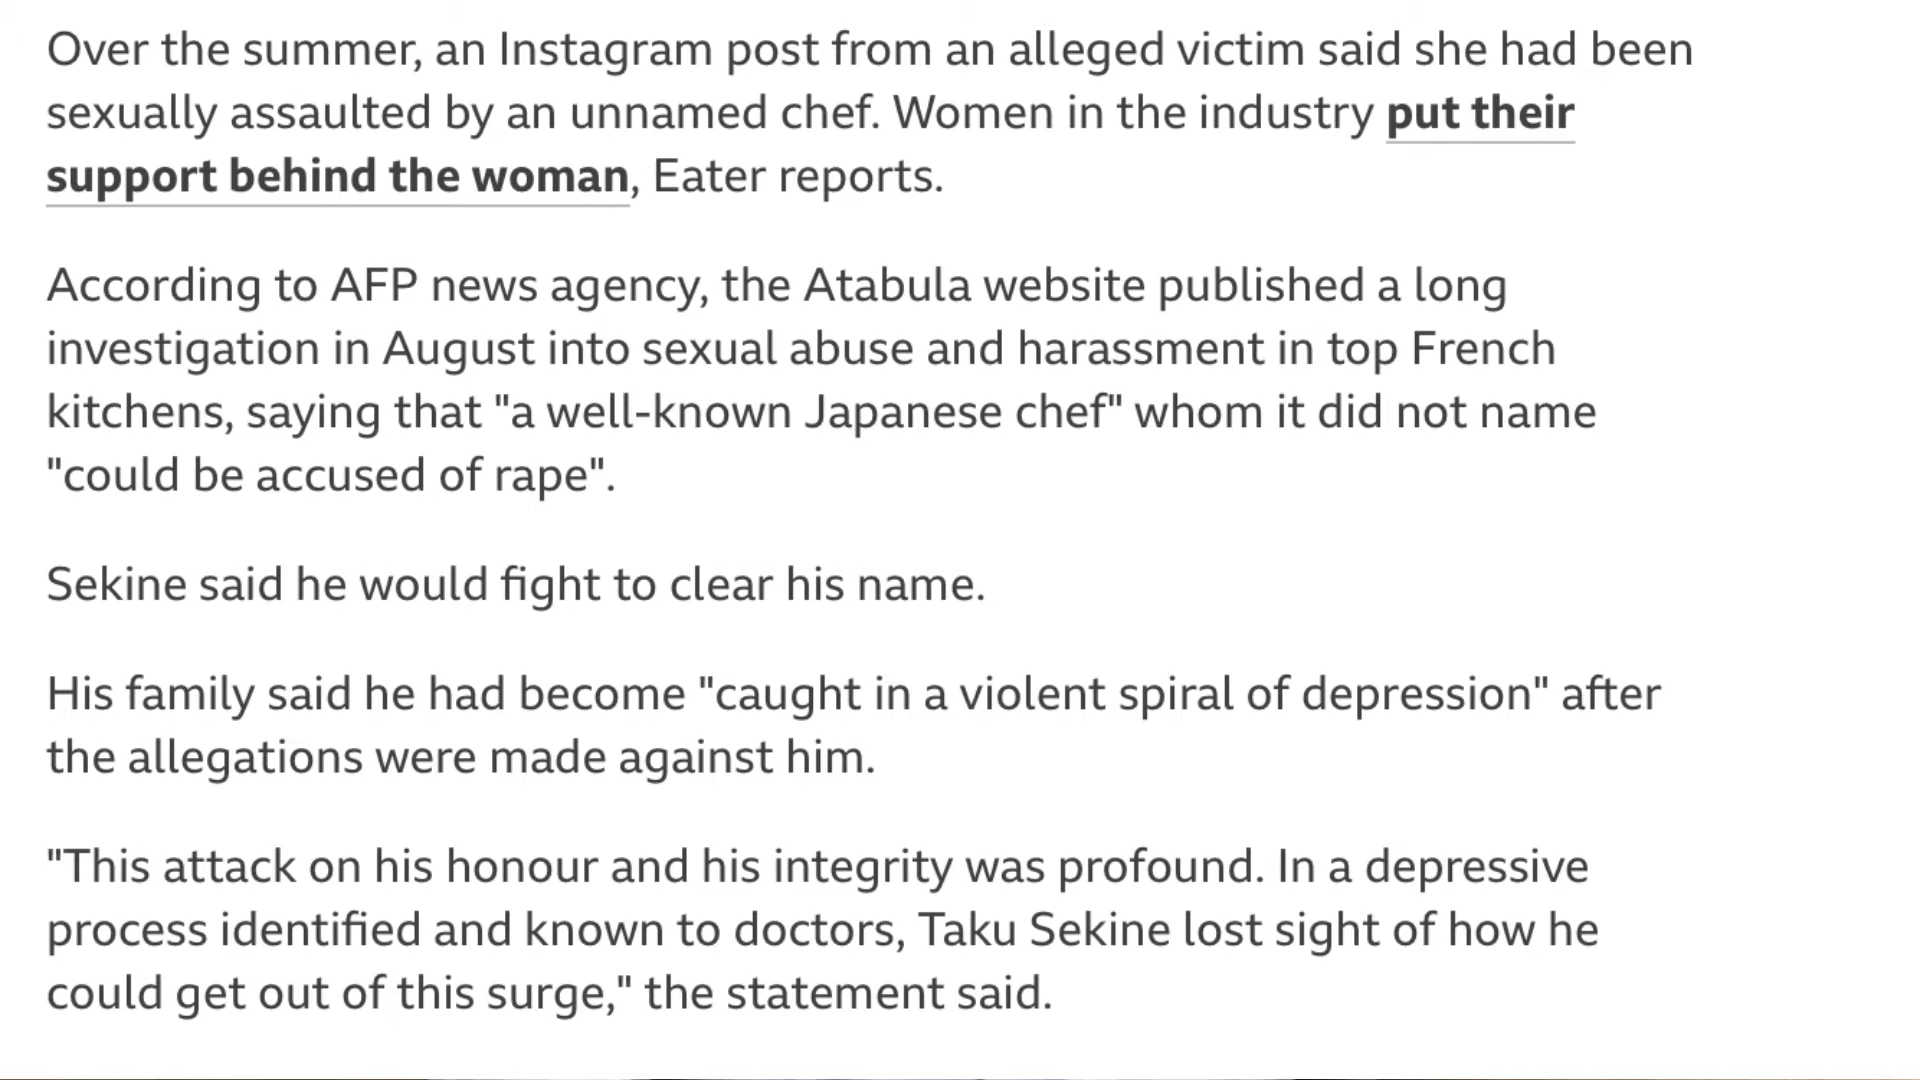 Over the summer, an Instagram post from an alleged victim said she had been
sexually assaulted by an unnamed chef. Women in the industry put their
support behind the woman, Eater reports.
According to AFP news agency, the Atabula website published a long
investigation in August into sexual abuse and harassment in top French
kitchens, saying that "a well-known Japanese chef" whom it did not name
"could be accused of rape".
Sekine said he would fight to clear his name.
His family said he had become "caught in a violent spiral of depression" after
the allegations were made against him.
"This attack on his honour and his integrity was profound. In a depressive
process identified and known to doctors, Taku Sekine lost sight of how he
could get out of this surge," the statement said.